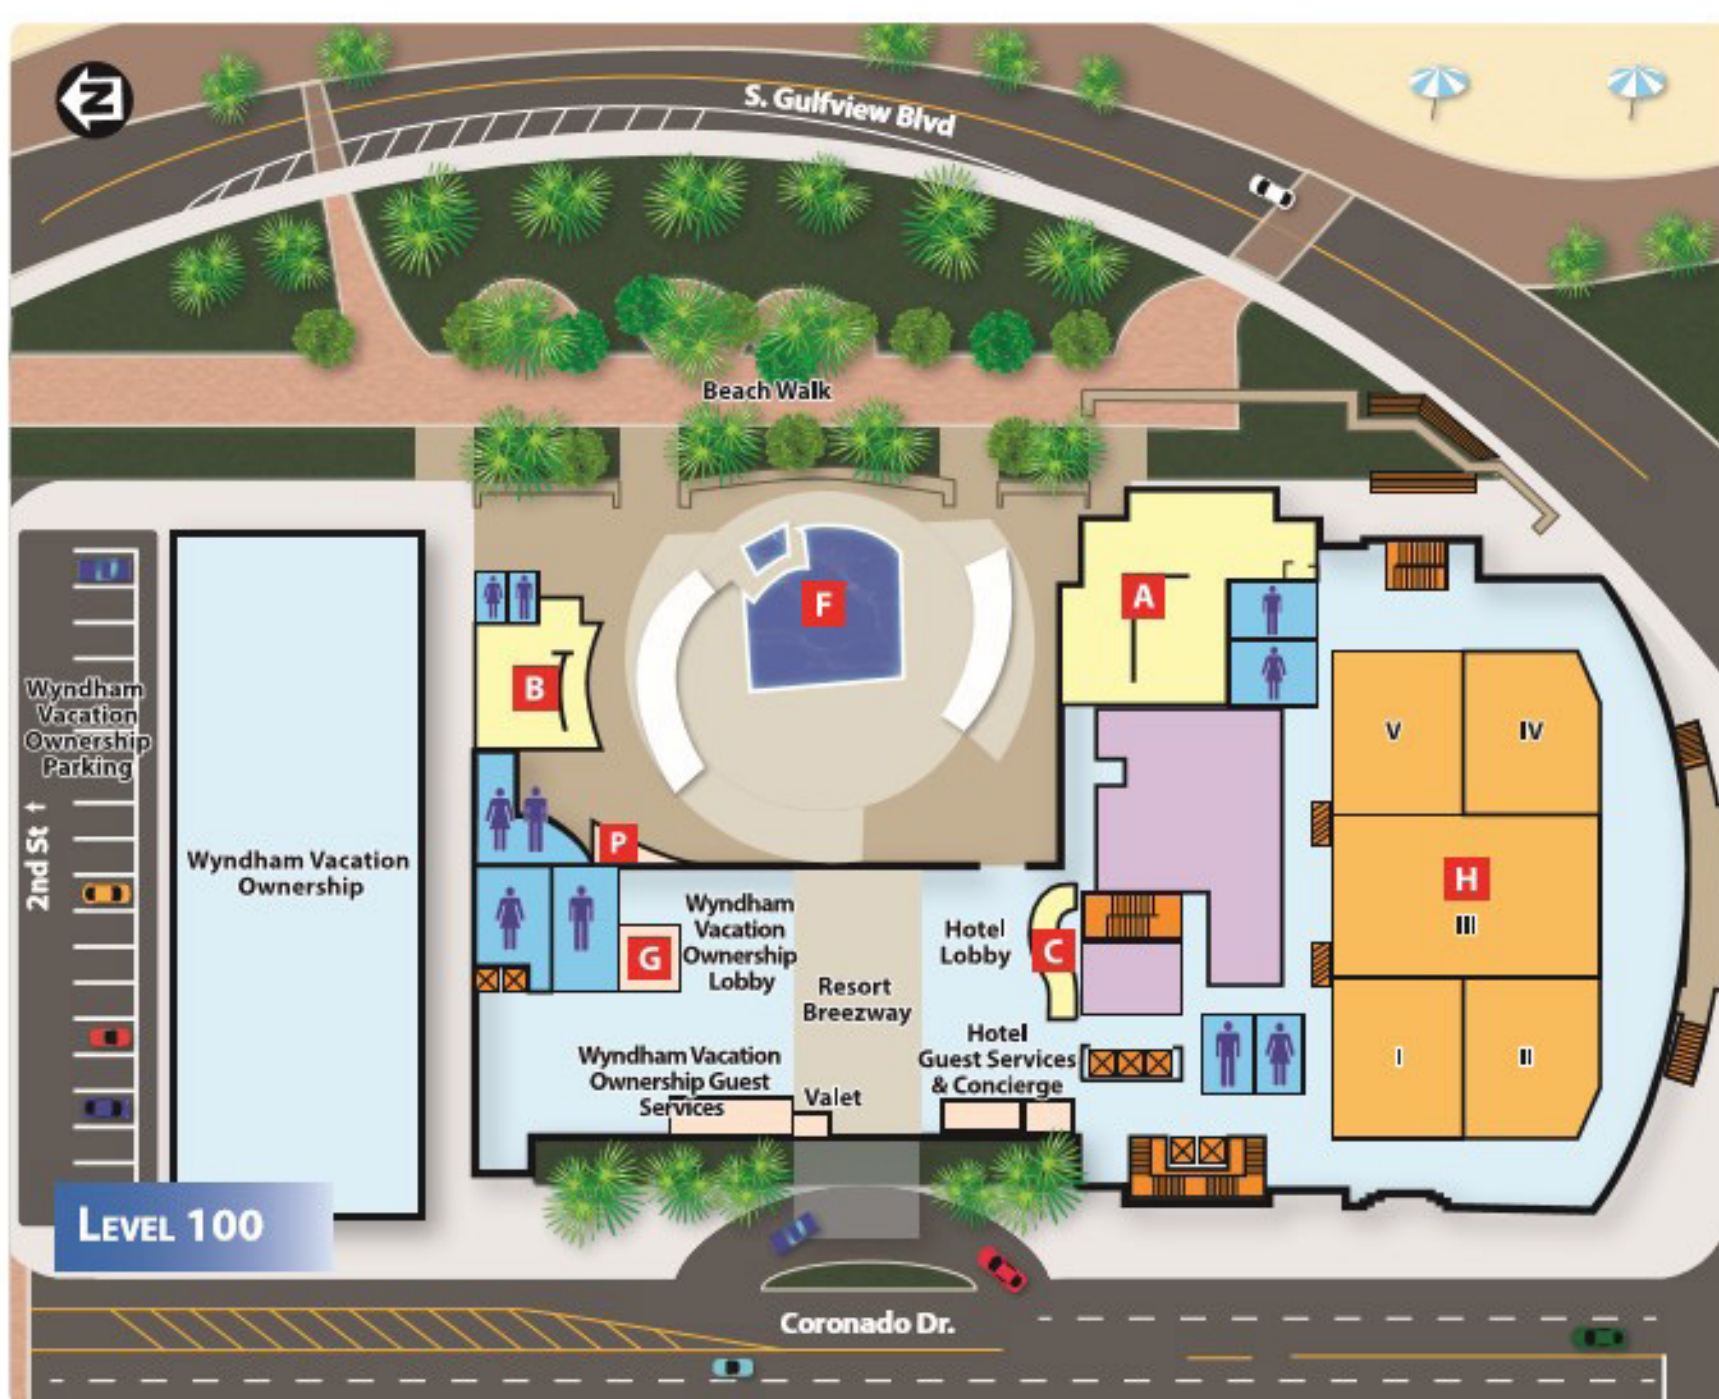 N
S. Gulfview Blvd
Beach Walk
A
F
B
Wyndham
Vacation
Ownership
Parking
2nd St ↑
V
IV
P
Wyndham Vacation
Ownership
H
III
Wyndham
Vacation
Ownership
Lobby
G
Hotel
Lobby
C
Resort
Breezway
Hotel
Guest Services
& Concierge
Wyndham Vacation
Ownership Guest
Services
Valet
I
II
LEVEL 100
Coronado Dr.